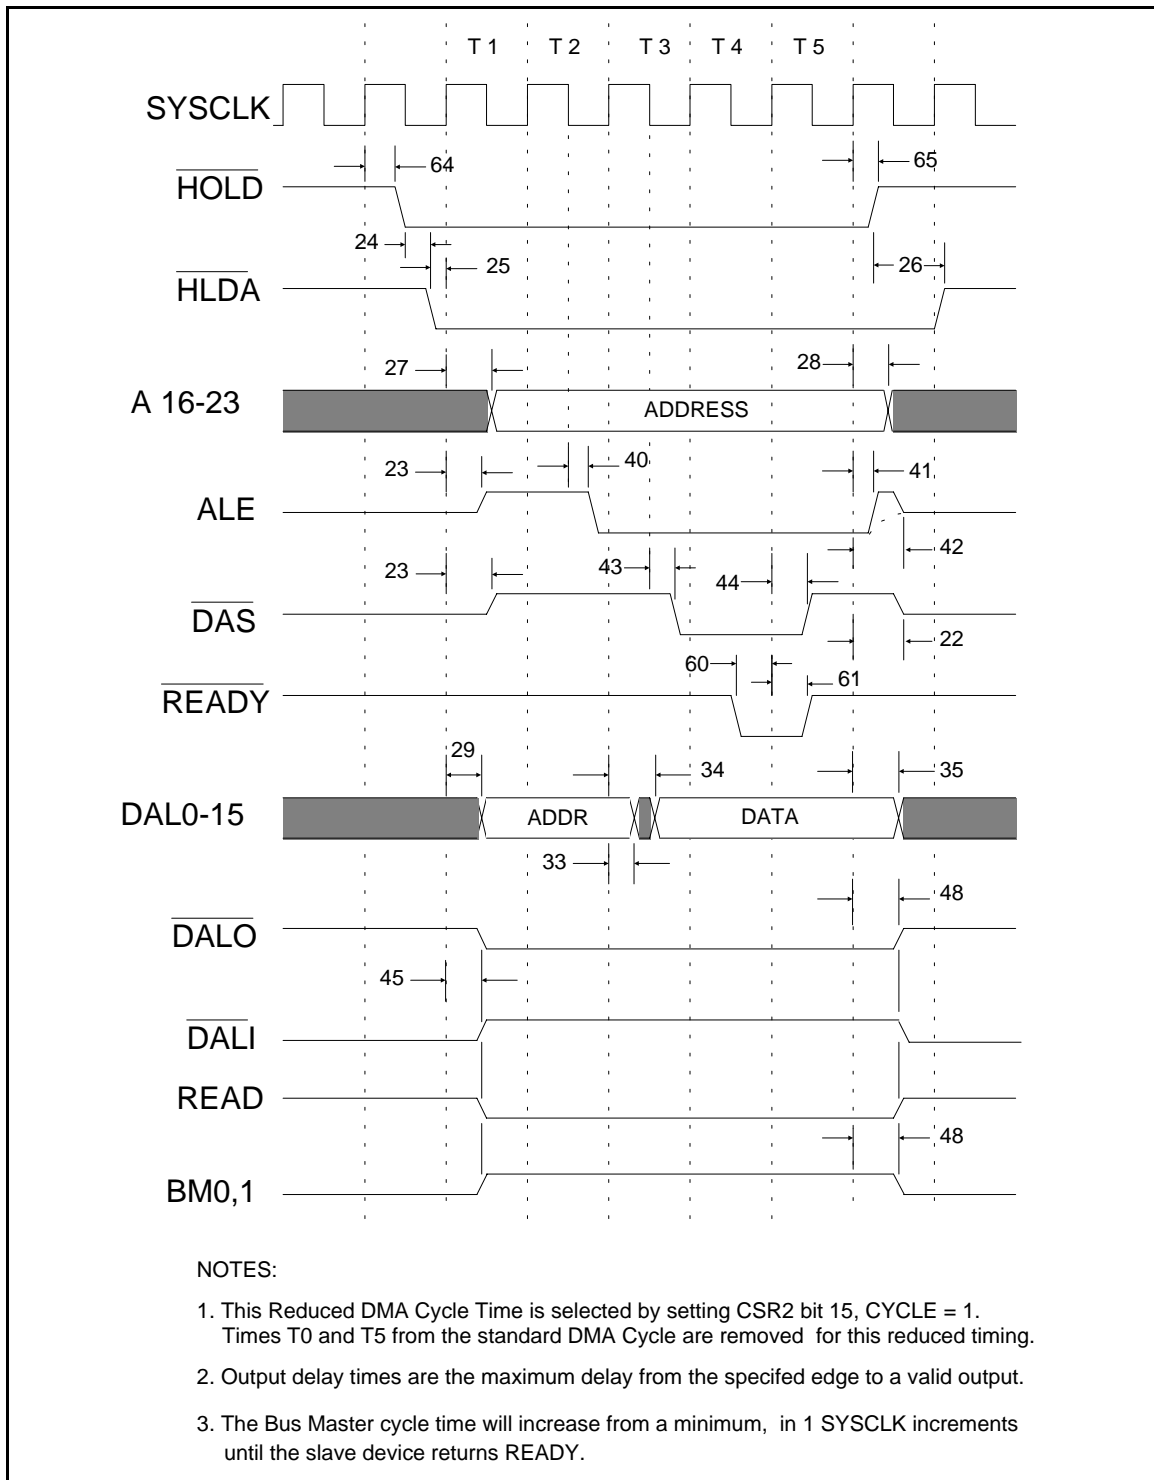 T 1 T 2 T 3 T 4 T 5
SYSCLK
64 65
HOLD
24 25 26
HLDA
27 28
A 16-23 ADDRESS
23 40 41
ALE
42
23 43 44
DAS
22
60 61
READY
29 34 35
DAL0-15 ADDR DATA
33
48
DALO
45
DALI
READ
48
BM0,1
NOTES:
1. This Reduced DMA Cycle Time is selected by setting CSR2 bit 15, CYCLE = 1.
Times T0 and T5 from the standard DMA Cycle are removed for this reduced timing.
2. Output delay times are the maximum delay from the specifed edge to a valid output.
3. The Bus Master cycle time will increase from a minimum, in 1 SYSCLK increments
until the slave device returns READY.